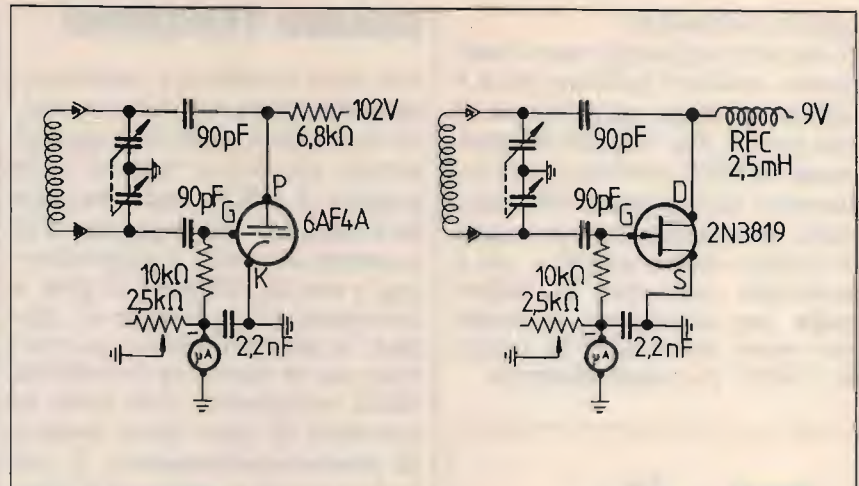 102V
6,8kΩ
90pF
P
90pF
G
6AF4A
K
10kΩ
2,5kΩ
2,2nF
-
μA
9V
RFC
2,5mH
90pF
D
90pF
G
2N3819
S
10kΩ
2,5kΩ
2,2nF
-
μA